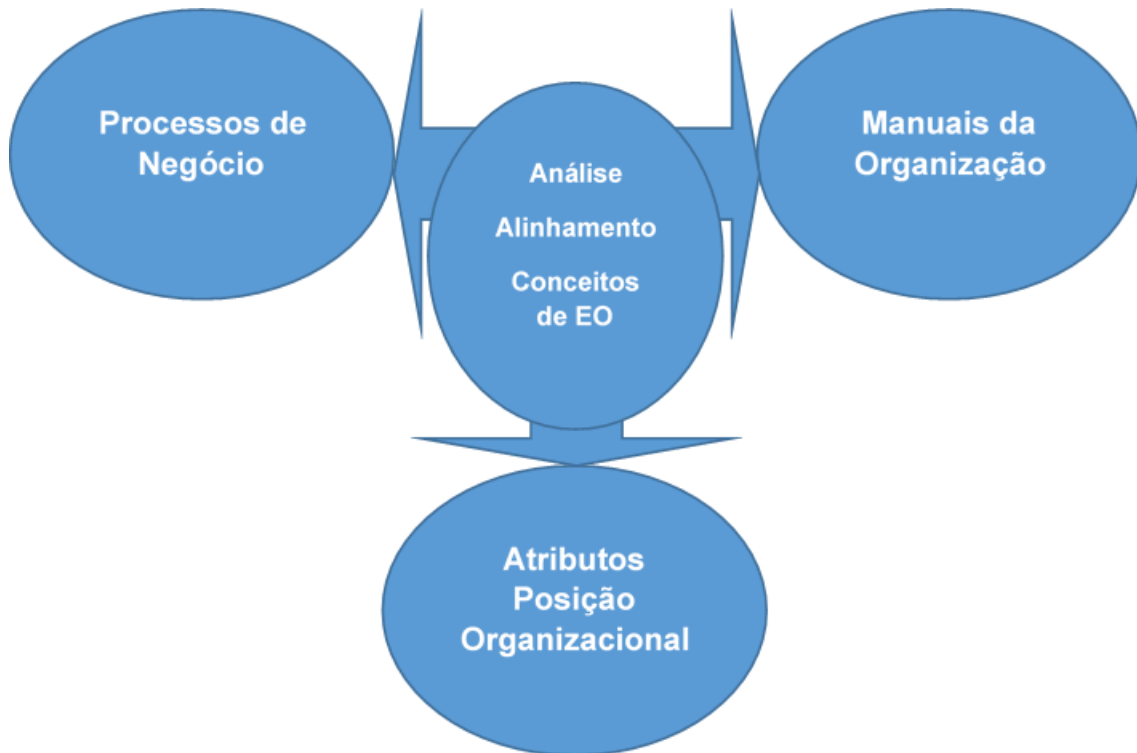 Processos de
Negócio
Análise
Alinhamento
Conceitos
de EO
Manuais da
Organização
Atributos
Posição
Organizacional